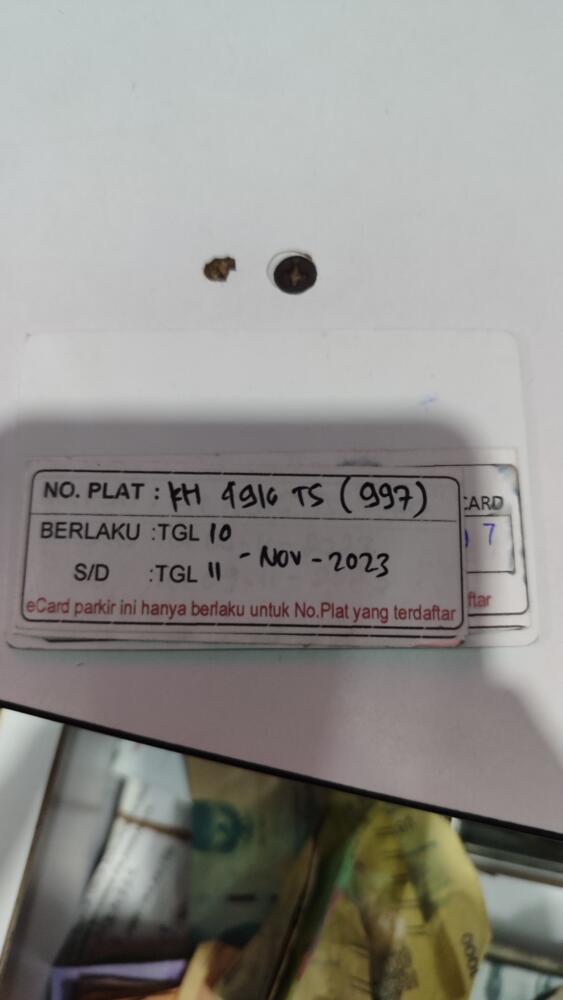 NO. PLAT : KH 4916 TS (997)
BERLAKU : TGL 10
- NOV - 2023
S/D : TGL 11
eCard parkir ini hanya berlaku untuk No.Plat yang terdaftar
CARD
7
ftar
000